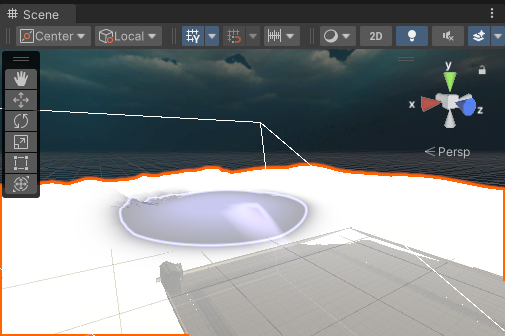 Scene
Center Local Y 2D
y
x
z
Persp